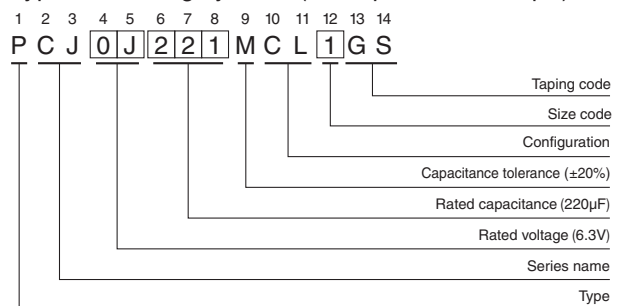 1 2 3 4 5 6 7 8 9 10 11 12 13 14
P C J 0 J 2 2 1 M C L 1 G S
Taping code
Size code
Configuration
Capacitance tolerance (±20%)
Rated capacitance (220µF)
Rated voltage (6.3V)
Series name
Type